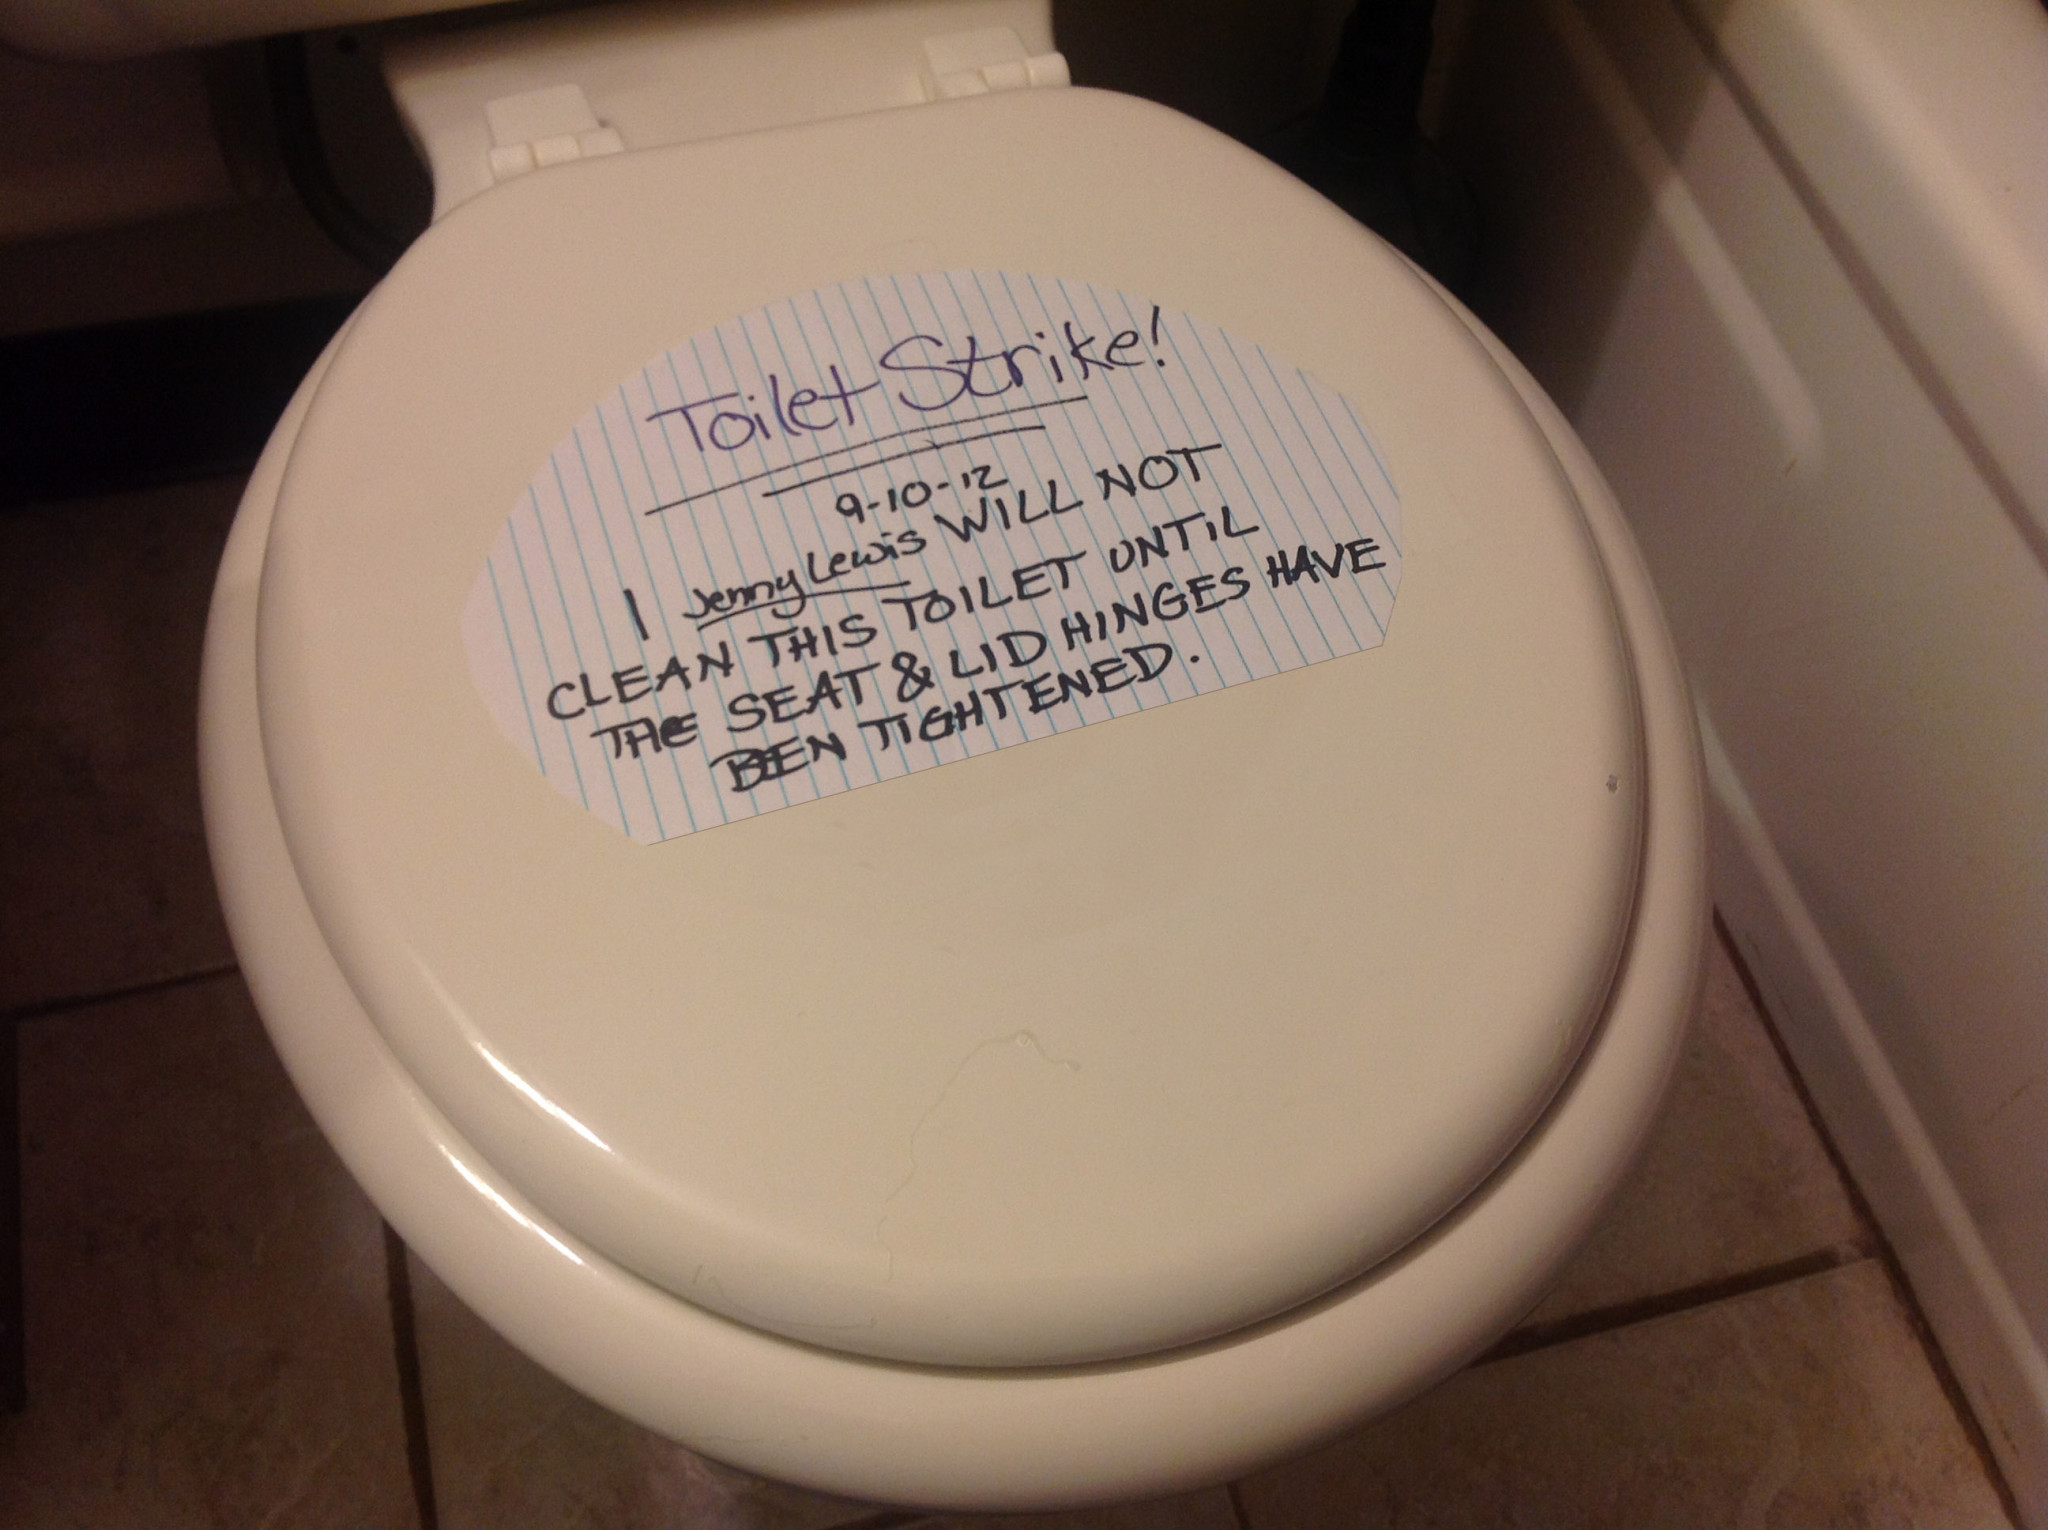 Toilet Strike!
9-10-12
I Jenny Lewis WILL NOT
CLEAN THIS TOILET UNTIL
THE SEAT & LID HINGES HAVE
BEEN TIGHTENED.